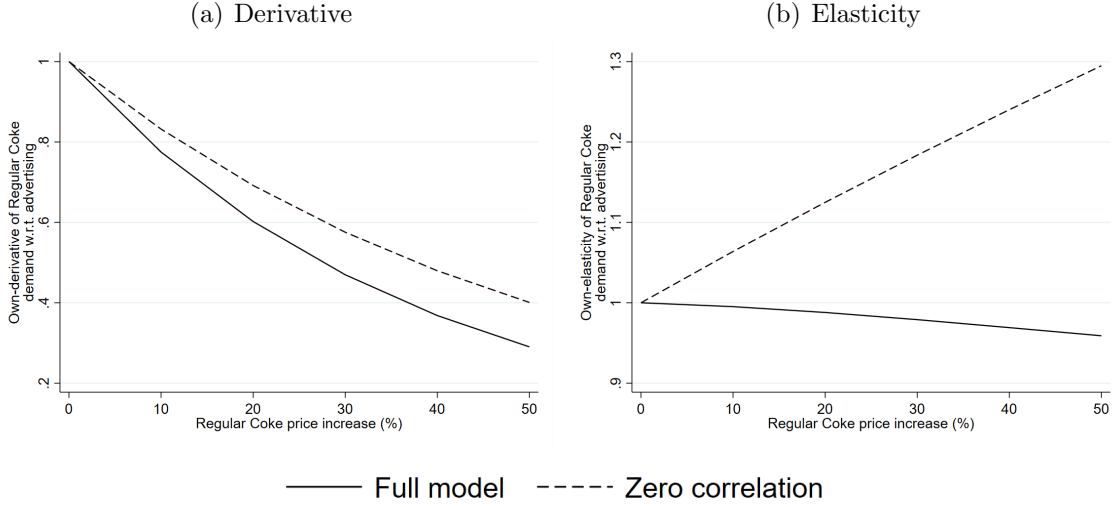 (a) Derivative
Own-derivative of Regular Coke
demand w.r.t. advertising
1
.8
.6
.4
.2
0 10 20 30 40 50
Regular Coke price increase (%)
(b) Elasticity
Own-elasticity of Regular Coke
demand w.r.t. advertising
1.3
1.2
1.1
1
.9
0 10 20 30 40 50
Regular Coke price increase (%)
Full model Zero correlation